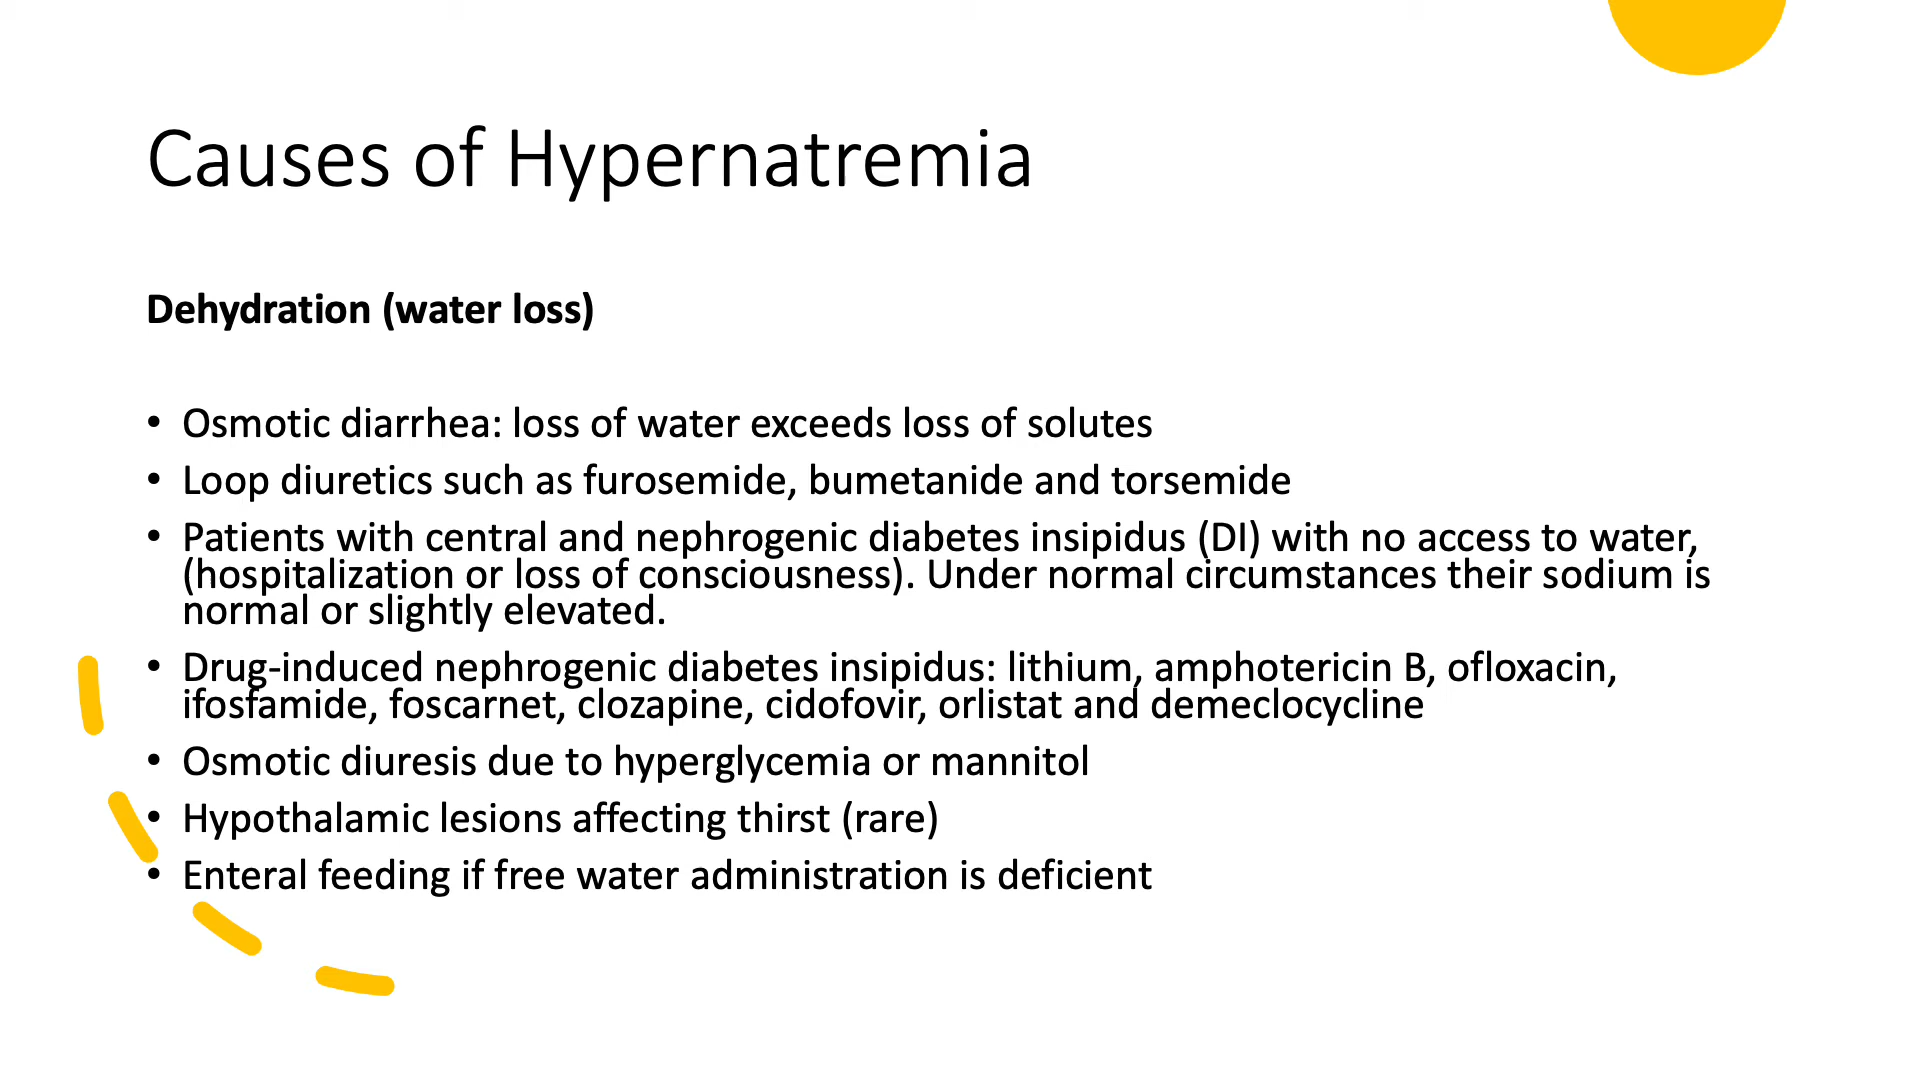 Causes of Hypernatremia
Dehydration (water loss)
• Osmotic diarrhea: loss of water exceeds loss of solutes
• Loop diuretics such as furosemide, bumetanide and torsemide
• Patients with central and nephrogenic diabetes insipidus (DI) with no access to water,
(hospitalization or loss of consciousness). Under normal circumstances their sodium is
normal or slightly elevated.
• Drug-induced nephrogenic diabetes insipidus: lithium, amphotericin B, ofloxacin,
ifosfamide, foscarnet, clozapine, cidofovir, orlistat and demeclocycline
• Osmotic diuresis due to hyperglycemia or mannitol
• Hypothalamic lesions affecting thirst (rare)
• Enteral feeding if free water administration is deficient